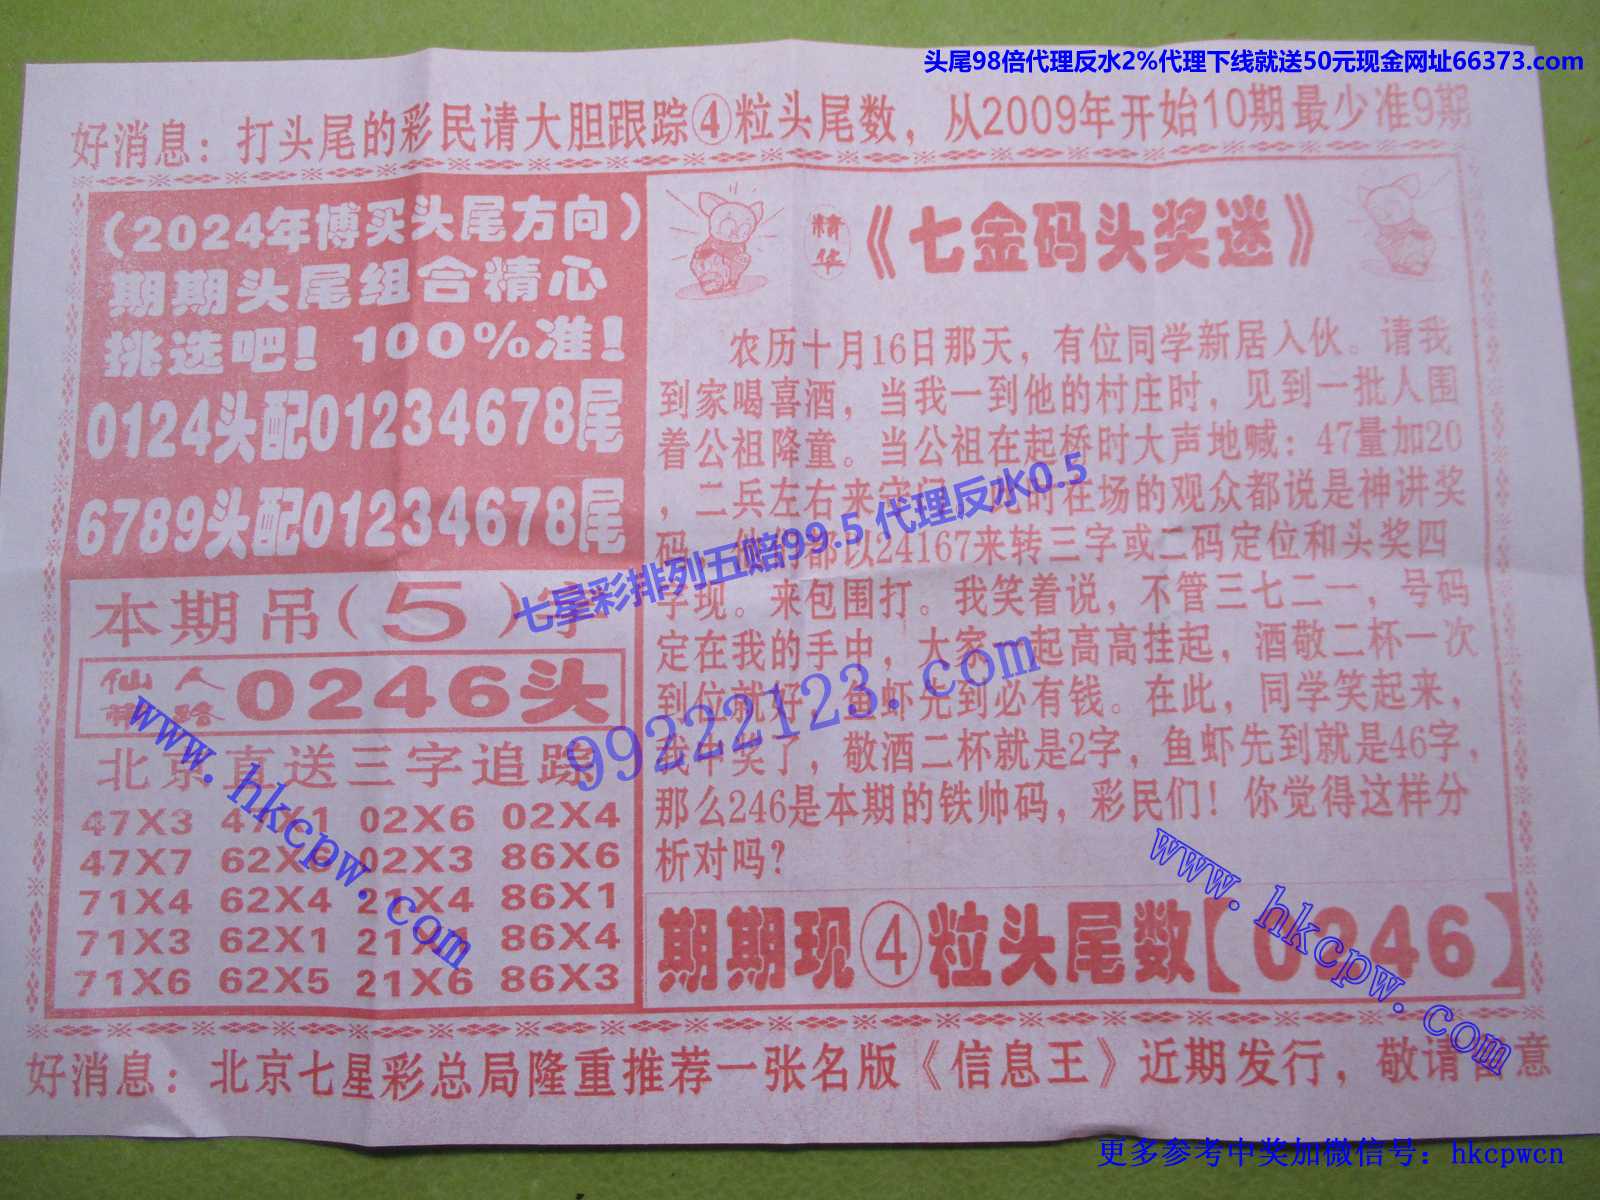 头尾98倍代理反水2%代理下线就送50元现金网址66373.com
好消息：打头尾的彩民请大胆跟踪④粒头尾数，从2009年开始10期最少准9期
（2024年博买头尾方向）
期期头尾组合精心
挑选吧！100%准！
0124头配01234678尾
6789头配01234678尾
本期吊（5）字
仙人
路
0246头
北京直送三字追踪
47X3 47X1 02X6 02X4
47X7 62X6 02X3 86X6
71X4 62X4 21X4 86X1
71X3 62X1 21X1 86X4
71X6 62X5 21X6 86X3
精华
《七金码头奖迷》
农历十月16日那天，有位同学新居入伙。请我
到家喝喜酒，当我一到他的村庄时，见到一批人围
着公祖降童。当公祖在起桥时大声地喊：47量加20
，二兵左右来守门，见时在场的观众都说是神讲奖
码，他们都以24167来转三字或二码定位和头奖四
字现。来包围打。我笑着说，不管三七二一，号码
定在我的手中，大家一起高高挂起，酒敬二杯一次
到位就好，鱼虾先到必有钱。在此，同学笑起来，
我中奖了，敬酒二杯就是2字，鱼虾先到就是46字，
那么246是本期的铁帅码，彩民们！你觉得这样分
析对吗？
期期现④粒头尾数【0246】
好消息：北京七星彩总局隆重推荐一张名版《信息王》近期发行，敬请留意
七星彩排列五赔99.5 代理反水0.5
99222123.com
www.hkcpw.com
www.hkcpw.com
更多参考中奖加微信号：hkcpwcn